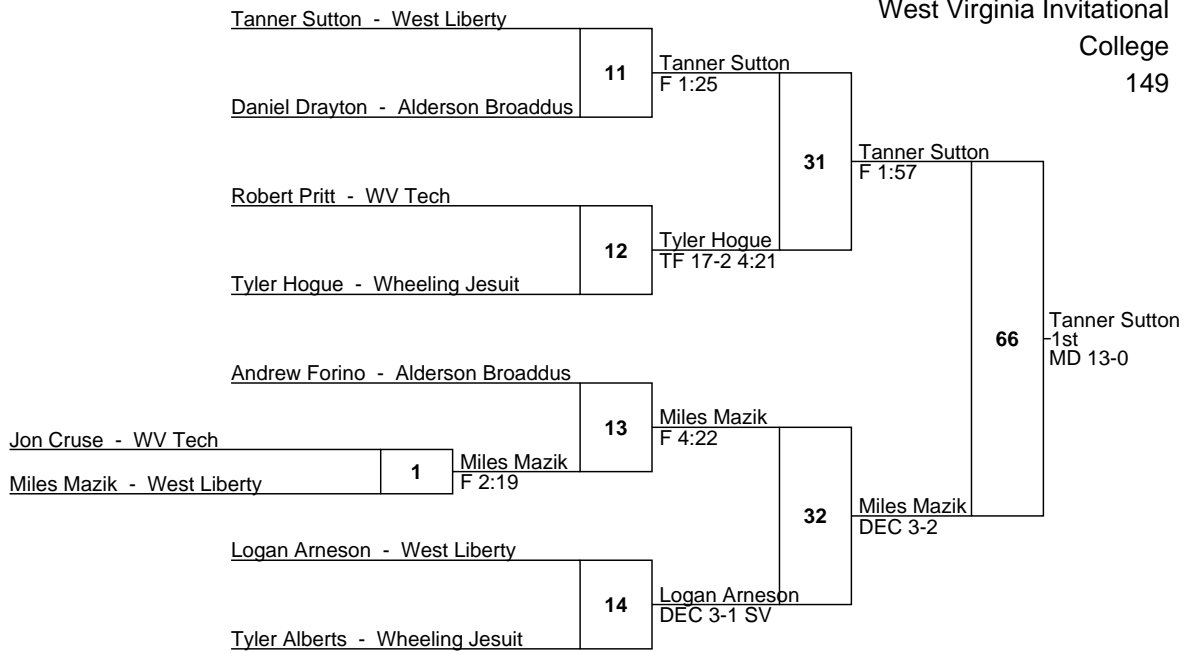 West Virginia Invitational
College
149
Tanner Sutton - West Liberty
11
Tanner Sutton
F 1:25
Daniel Drayton - Alderson Broaddus
31
Tanner Sutton
F 1:57
Robert Pritt - WV Tech
12
Tyler Hogue
TF 17-2 4:21
Tyler Hogue - Wheeling Jesuit
66
Tanner Sutton
1st
MD 13-0
Andrew Forino - Alderson Broaddus
13
Miles Mazik
F 4:22
Jon Cruse - WV Tech
1
Miles Mazik
F 2:19
Miles Mazik - West Liberty
32
Miles Mazik
DEC 3-2
Logan Arneson - West Liberty
14
Logan Arneson
DEC 3-1 SV
Tyler Alberts - Wheeling Jesuit